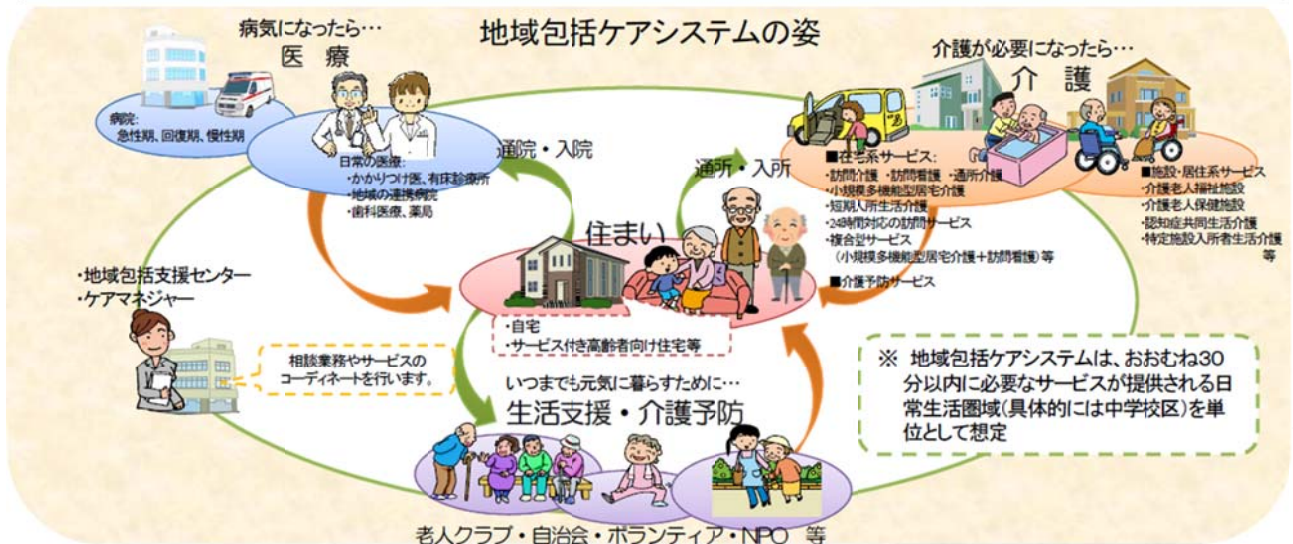 地域包括ケアシステムの姿
病気になったら…
医 療
病院:
急性期、回復期、慢性期
日常の医療:
・かかりつけ医、有床診療所
・地域の連携病院
・歯科医療、薬局
通院・入院
通所・入所
介護が必要になったら…
介 護
■在宅系サービス:
・訪問介護 ・訪問看護 ・通所介護
・小規模多機能型居宅介護
・短期入所生活介護
・24時間対応の訪問サービス
・複合型サービス
(小規模多機能型居宅介護+訪問看護)等
■介護予防サービス
■施設・居住系サービス
・介護老人福祉施設
・介護老人保健施設
・認知症共同生活介護
・特定施設入所者生活介護
等
住まい
・自宅
・サービス付き高齢者向け住宅等
・地域包括支援センター
・ケアマネジャー
相談業務やサービスの
コーディネートを行います。
いつまでも元気に暮らすために…
生活支援・介護予防
老人クラブ・自治会・ボランティア・NPO 等
※ 地域包括ケアシステムは、おおむね30
分以内に必要なサービスが提供される日
常生活圏域(具体的には中学校区)を単
位として想定